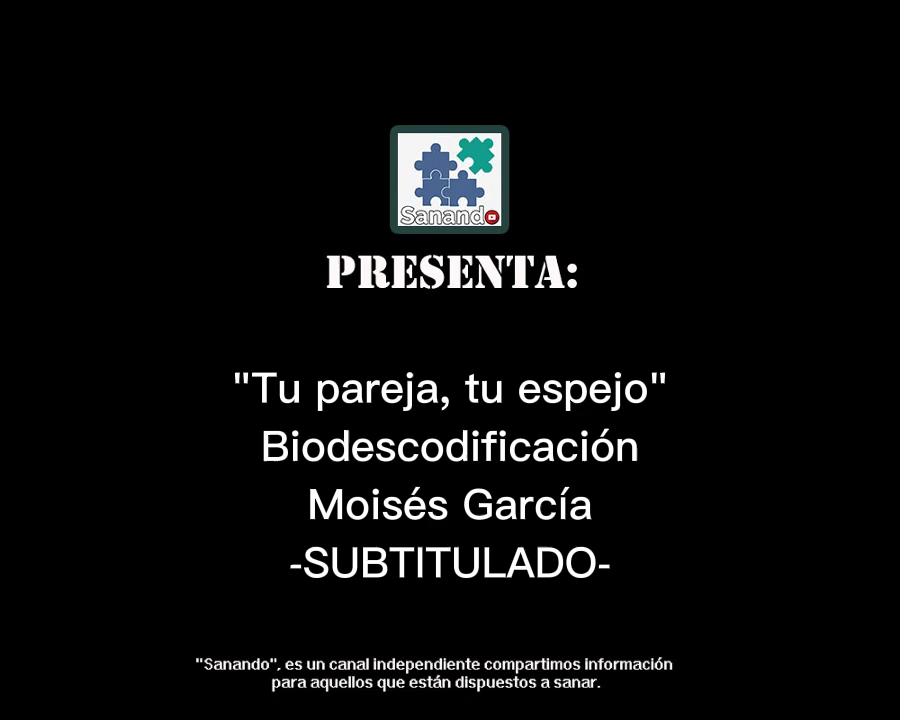 Sanando
PRESENTA:
"Tu pareja, tu espejo"
Biodescodificación
Moisés García
-SUBTITULADO-
"Sanando", es un canal independiente compartimos información
para aquellos que están dispuestos a sanar.